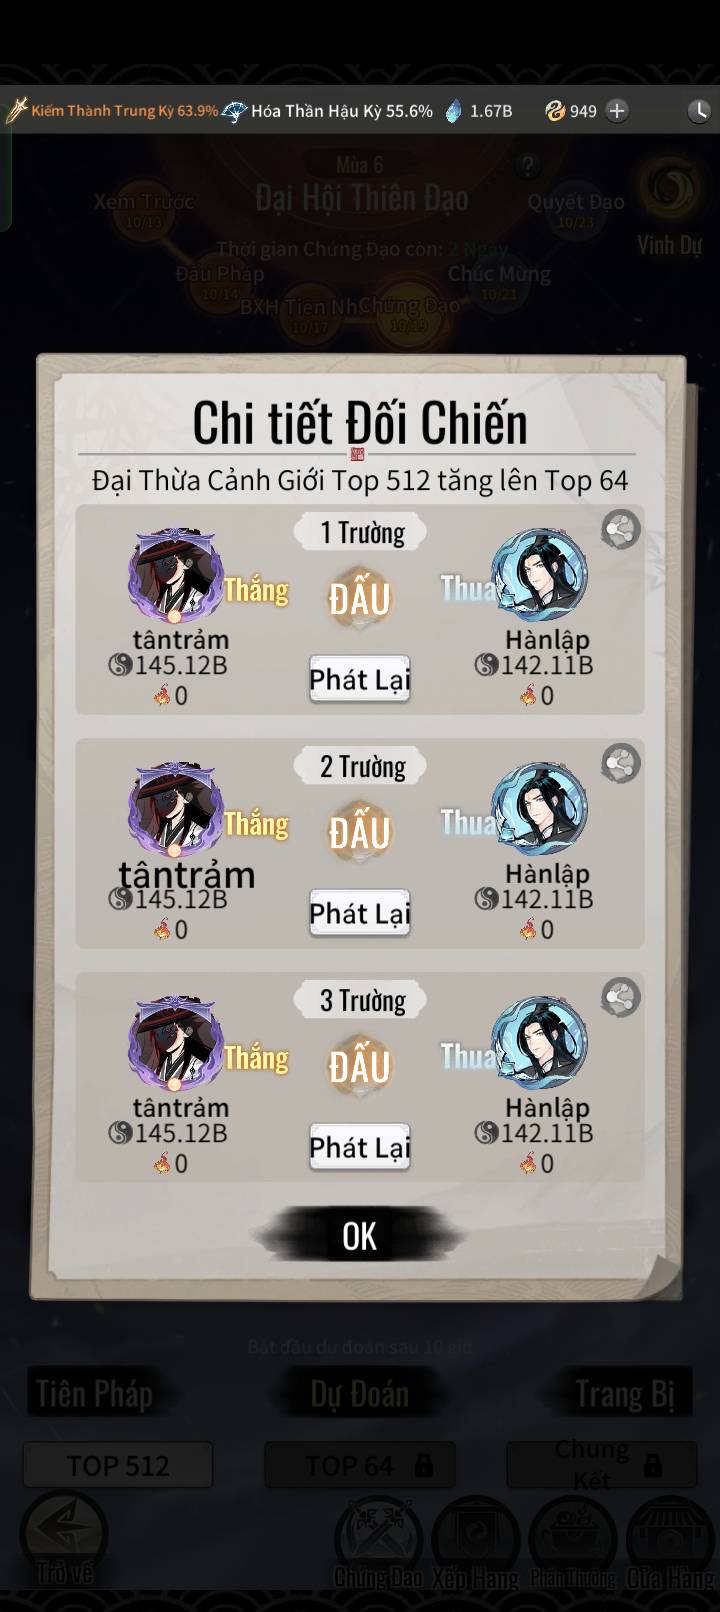 Kiếm Thành Trung Kỳ 63.9% Hóa Thần Hậu Kỳ 55.6% 1.67B 949
Mùa 6
?
Xem Trước
Đại Hội Thiên Đạo
Quyết Đạo
10/13
10/23
Vinh Dự
Thời gian Chứng Đạo còn: 2 Ngày
Đấu Pháp
Chúc Mừng
10/14
10/21
BXH Tiên Nh
Chứng Đạo
10/17
10/19
Chi tiết Đối Chiến
Đại Thừa Cảnh Giới Top 512 tăng lên Top 64
1 Trường
Thắng ĐẤU Thua
tântrảm Hànlập
145.12B 142.11B
Phát Lại
0 0
2 Trường
Thắng ĐẤU Thua
tântrảm Hànlập
145.12B 142.11B
Phát Lại
0 0
3 Trường
Thắng ĐẤU Thua
tântrảm Hànlập
145.12B 142.11B
Phát Lại
0 0
OK
Bắt đầu dự đoán sau 10 giờ
Tiên Pháp Dự Đoán Trang Bị
TOP 512 TOP 64 Chung
Kết
Trở về Chứng Đạo Xếp Hạng Phần Thưởng Cửa Hàng